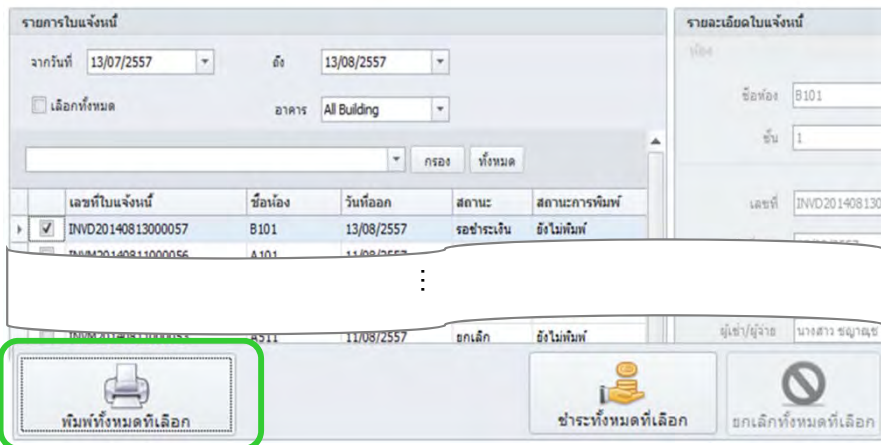 รายการใบแจ้งหนี้
รายละเอียดใบแจ้งหนี้
จากวันที่ 13/07/2557 ถึง 13/08/2557
ห้อง
เลือกทั้งหมด อาคาร All Building
ชื่อห้อง B101
ชั้น 1
กรอง ทั้งหมด
เลขที่ใบแจ้งหนี้ ชื่อห้อง วันที่ออก สถานะ สถานะการพิมพ์
เลขที่ INVD20140813
INVD20140813000057 B101 13/08/2557 รอชำระเงิน ยังไม่พิมพ์
INVM20140811000056 A101 11/08/2557
⋮
INVM20140811000053 A511 11/08/2557 ยกเลิก ยังไม่พิมพ์
ผู้เช่า/ผู้จ่าย นางสาว ชญานุช
พิมพ์ทั้งหมดที่เลือก
ชำระทั้งหมดที่เลือก
ยกเลิกทั้งหมดที่เลือก